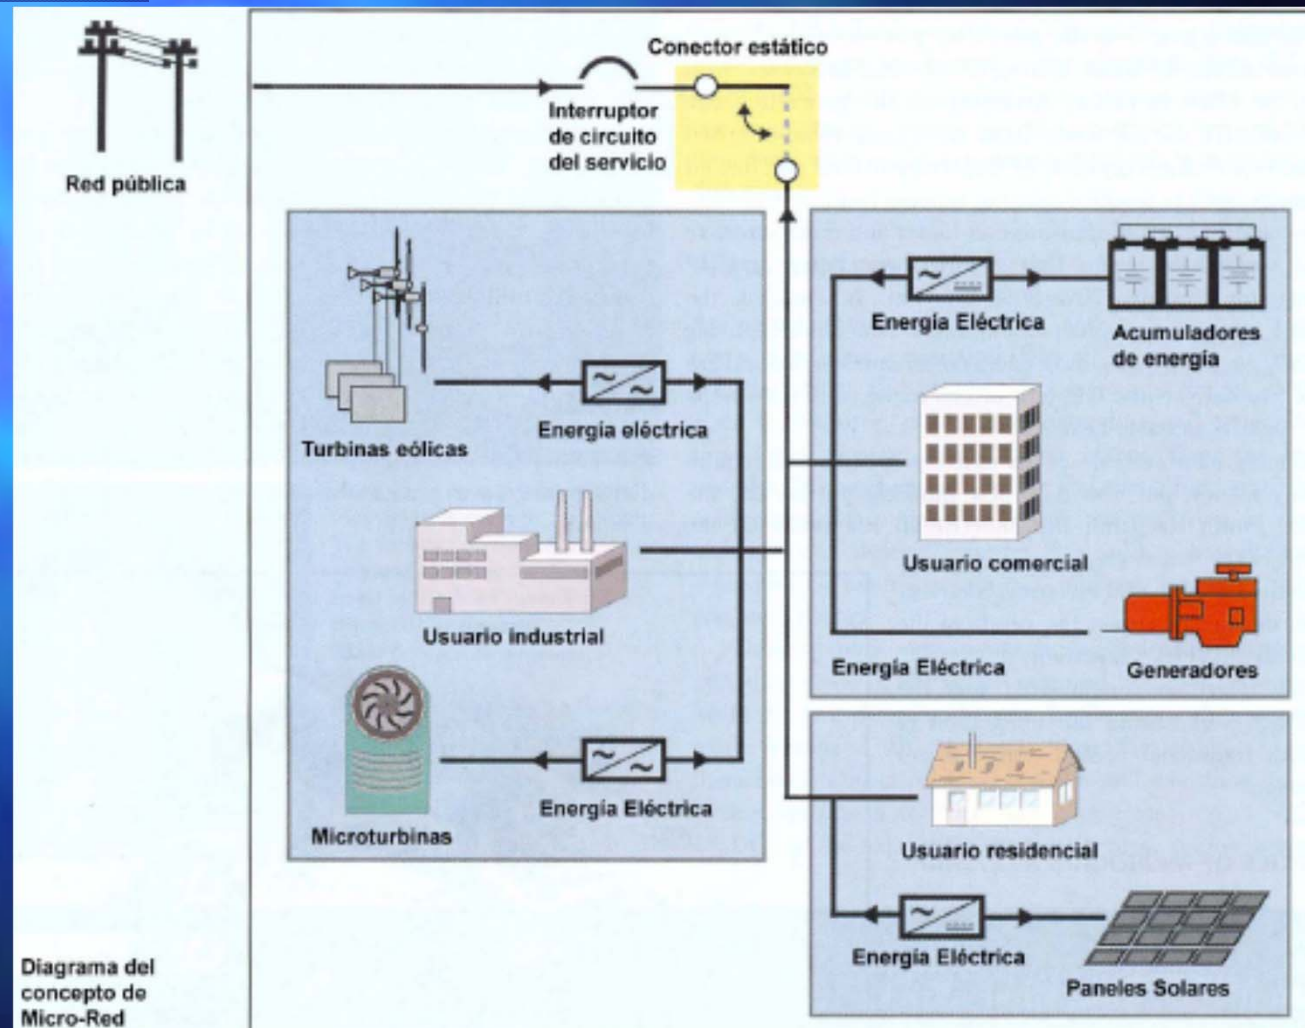 Conector estático
Interruptor
de circuito
del servicio
Red pública
Energía Eléctrica
Acumuladores
de energía
Turbinas eólicas
Energía eléctrica
Usuario comercial
Usuario industrial
Energía Eléctrica
Generadores
Microturbinas
Energía Eléctrica
Usuario residencial
Energía Eléctrica
Paneles Solares
Diagrama del
concepto de
Micro-Red